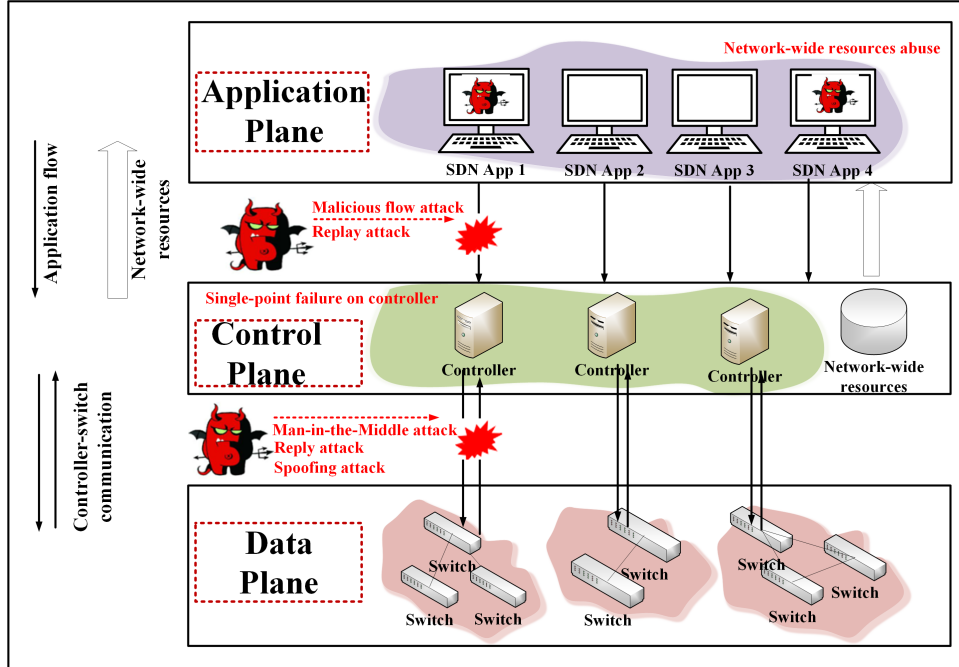 Network-wide resources abuse
Application
Plane
SDN App 1
SDN App 2
SDN App 3
SDN App 4
Application flow
Network-wide
resources
Malicious flow attack
Replay attack
Single-point failure on controller
Control
Plane
Controller
Controller
Controller
Network-wide
resources
Controller-switch
communication
Man-in-the-Middle attack
Reply attack
Spoofing attack
Data
Plane
Switch
Switch
Switch
Switch
Switch
Switch
Switch
Switch